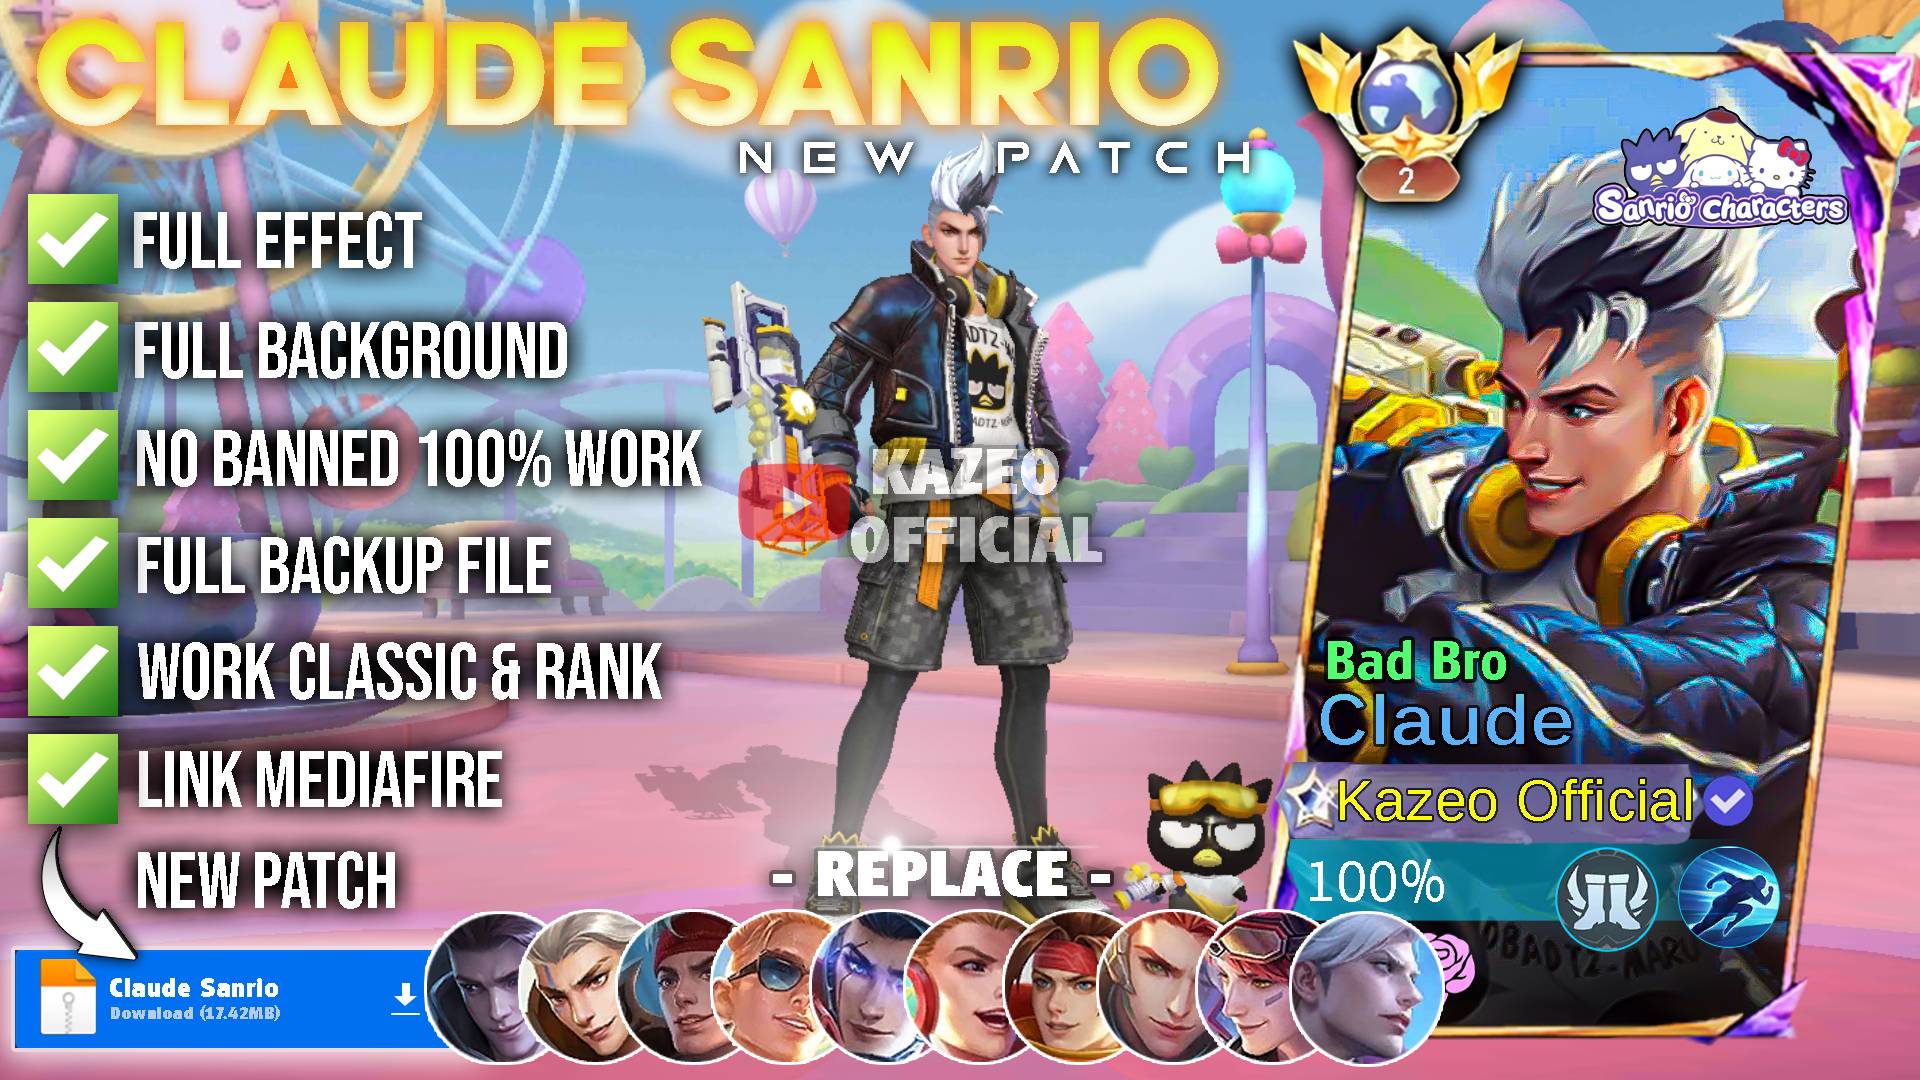 CLAUDE SANRIO
NEW PATCH
2
Sanrio characters
FULL EFFECT
FULL BACKGROUND
NO BANNED 100% WORK
FULL BACKUP FILE
WORK CLASSIC & RANK
LINK MEDIAFIRE
NEW PATCH
KAZEO
OFFICIAL
Bad Bro
Claude
Kazeo Official
100%
- REPLACE -
Claude Sanrio
Download (17.42MB)